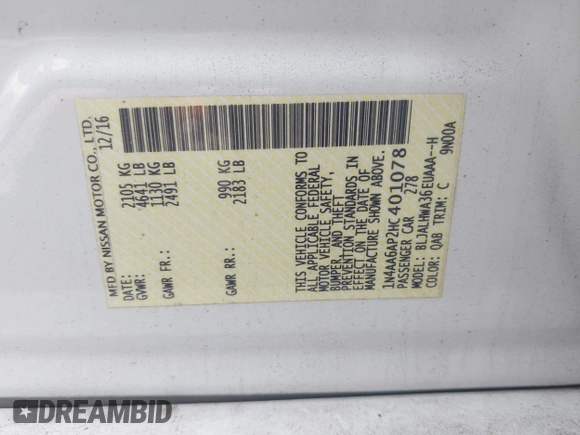 MFD BY NISSAN MOTOR CO., LTD.
DATE: 12/16
GVWR: 2105 KG
4641 LB
GAWR FR.: 1130 KG
2491 LB
GAWR RR.: 990 KG
2183 LB
THIS VEHICLE CONFORMS TO
ALL APPLICABLE FEDERAL
MOTOR VEHICLE SAFETY,
BUMPER, AND THEFT
PREVENTION STANDARDS IN
EFFECT ON THE DATE OF
MANUFACTURE SHOWN ABOVE.
1N4AA6AP2HC401078
PASSENGER CAR 278
MODEL: BLJALHWA36EUAAA--H
COLOR: QAB TRIM: C 9N00A
DREAMBID